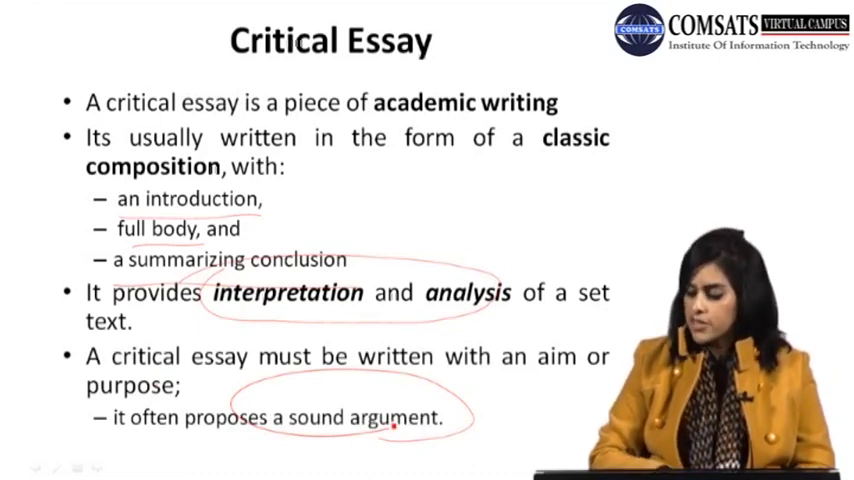 Critical Essay
COMSATS
COMSATS VIRTUAL CAMPUS
Institute Of Information Technology
• A critical essay is a piece of academic writing
• Its usually written in the form of a classic
composition, with:
– an introduction,
– full body, and
– a summarizing conclusion
• It provides interpretation and analysis of a set
text.
• A critical essay must be written with an aim or
purpose;
– it often proposes a sound argument.